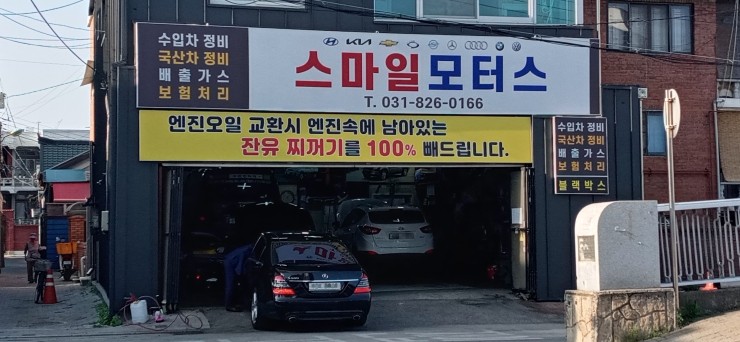 수입차 정비
국산차 정비
배출가스
보험처리
KIA
스마일모터스
T. 031-826-0166
엔진오일 교환시 엔진속에 남아있는
잔유 찌꺼기를 100% 빼드립니다.
수입차 정비
국산차 정비
배출가스
보험처리
블랙박스